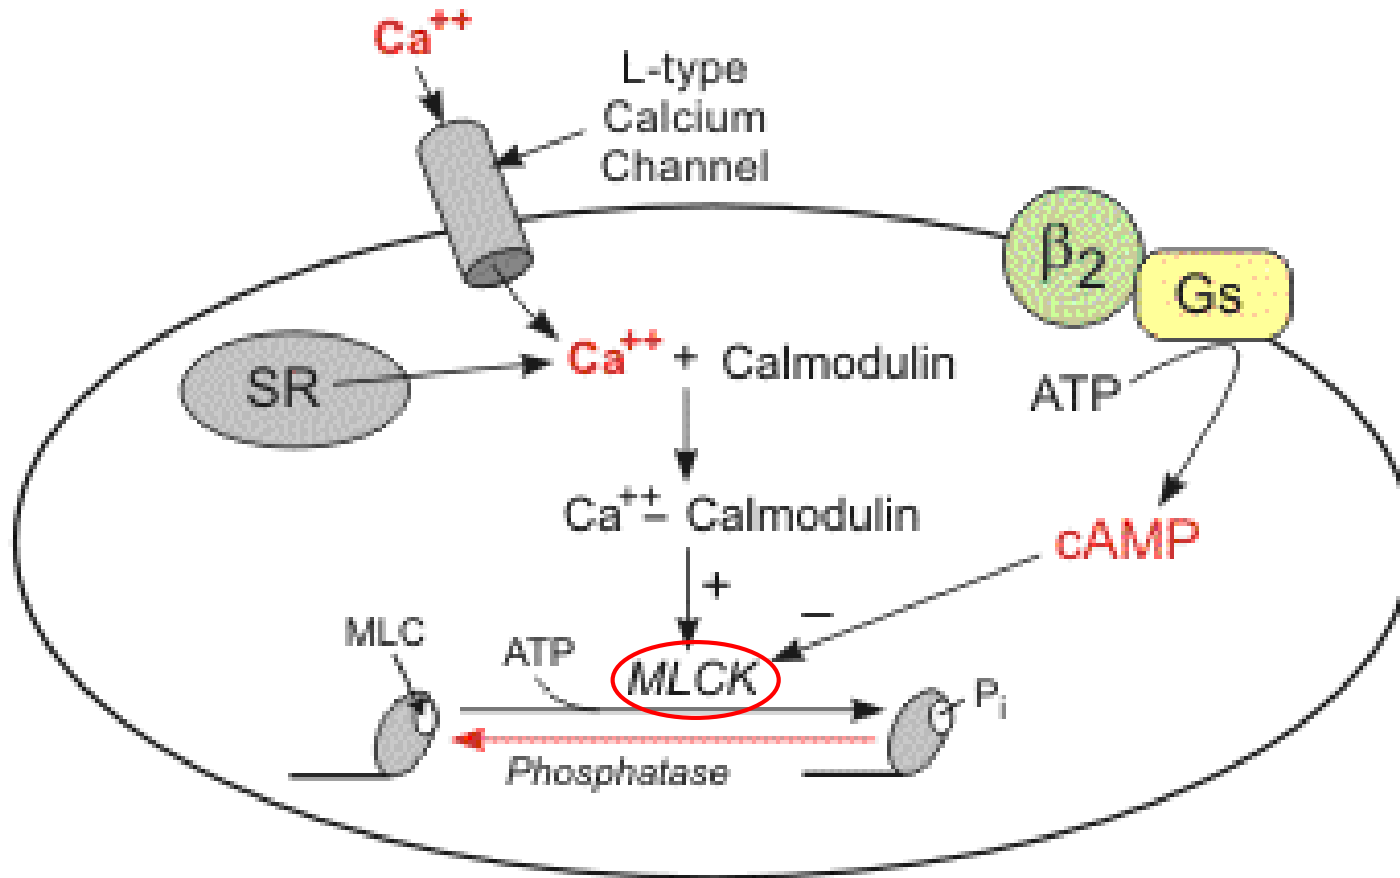 Ca++
L-type
Calcium
Channel
β2
Gs
SR
Ca++ + Calmodulin
ATP
Ca++ – Calmodulin
cAMP
+
–
MLC
ATP
MLCK
Pi
Phosphatase